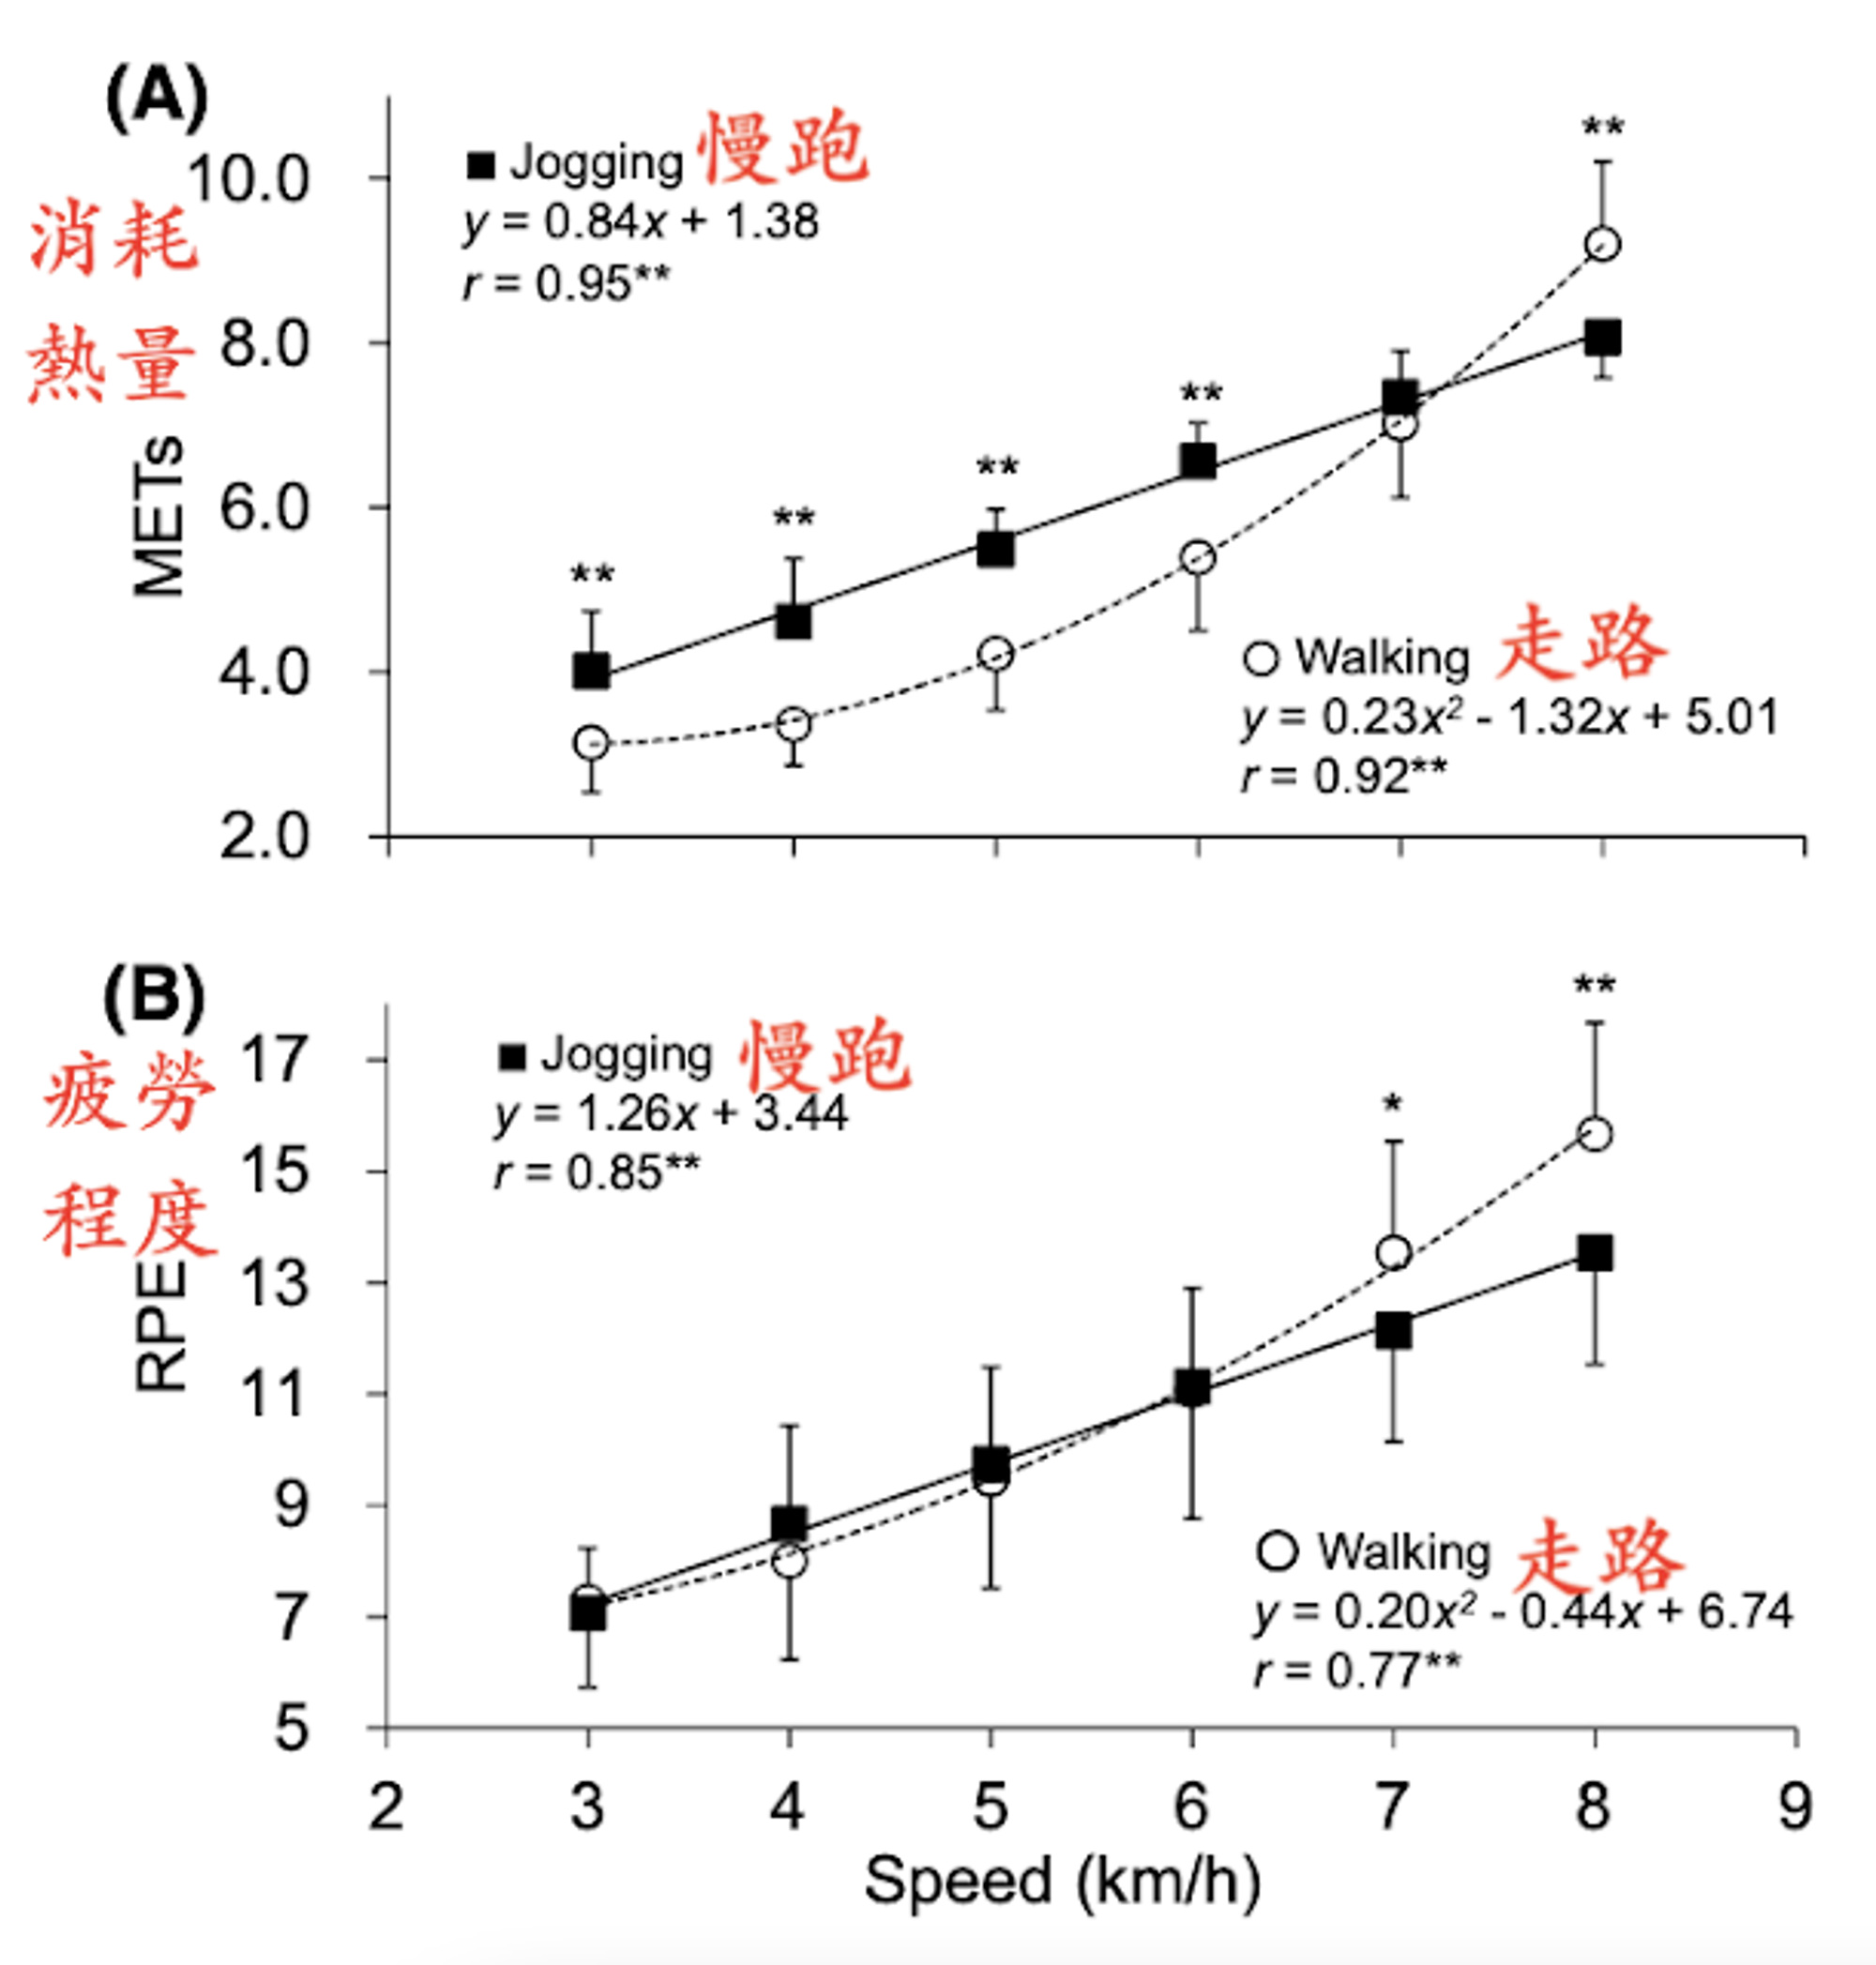 (A)
10.0
消耗
熱量
8.0
METs
6.0
4.0
2.0
■ Jogging 慢跑
y = 0.84x + 1.38
r = 0.95**
**
**
**
**
**
○ Walking 走路
y = 0.23x² - 1.32x + 5.01
r = 0.92**
(B)
17
疲勞
15
程度
13
RPE
11
9
7
5
■ Jogging 慢跑
y = 1.26x + 3.44
r = 0.85**
*
**
○ Walking 走路
y = 0.20x² - 0.44x + 6.74
r = 0.77**
2 3 4 5 6 7 8 9
Speed (km/h)